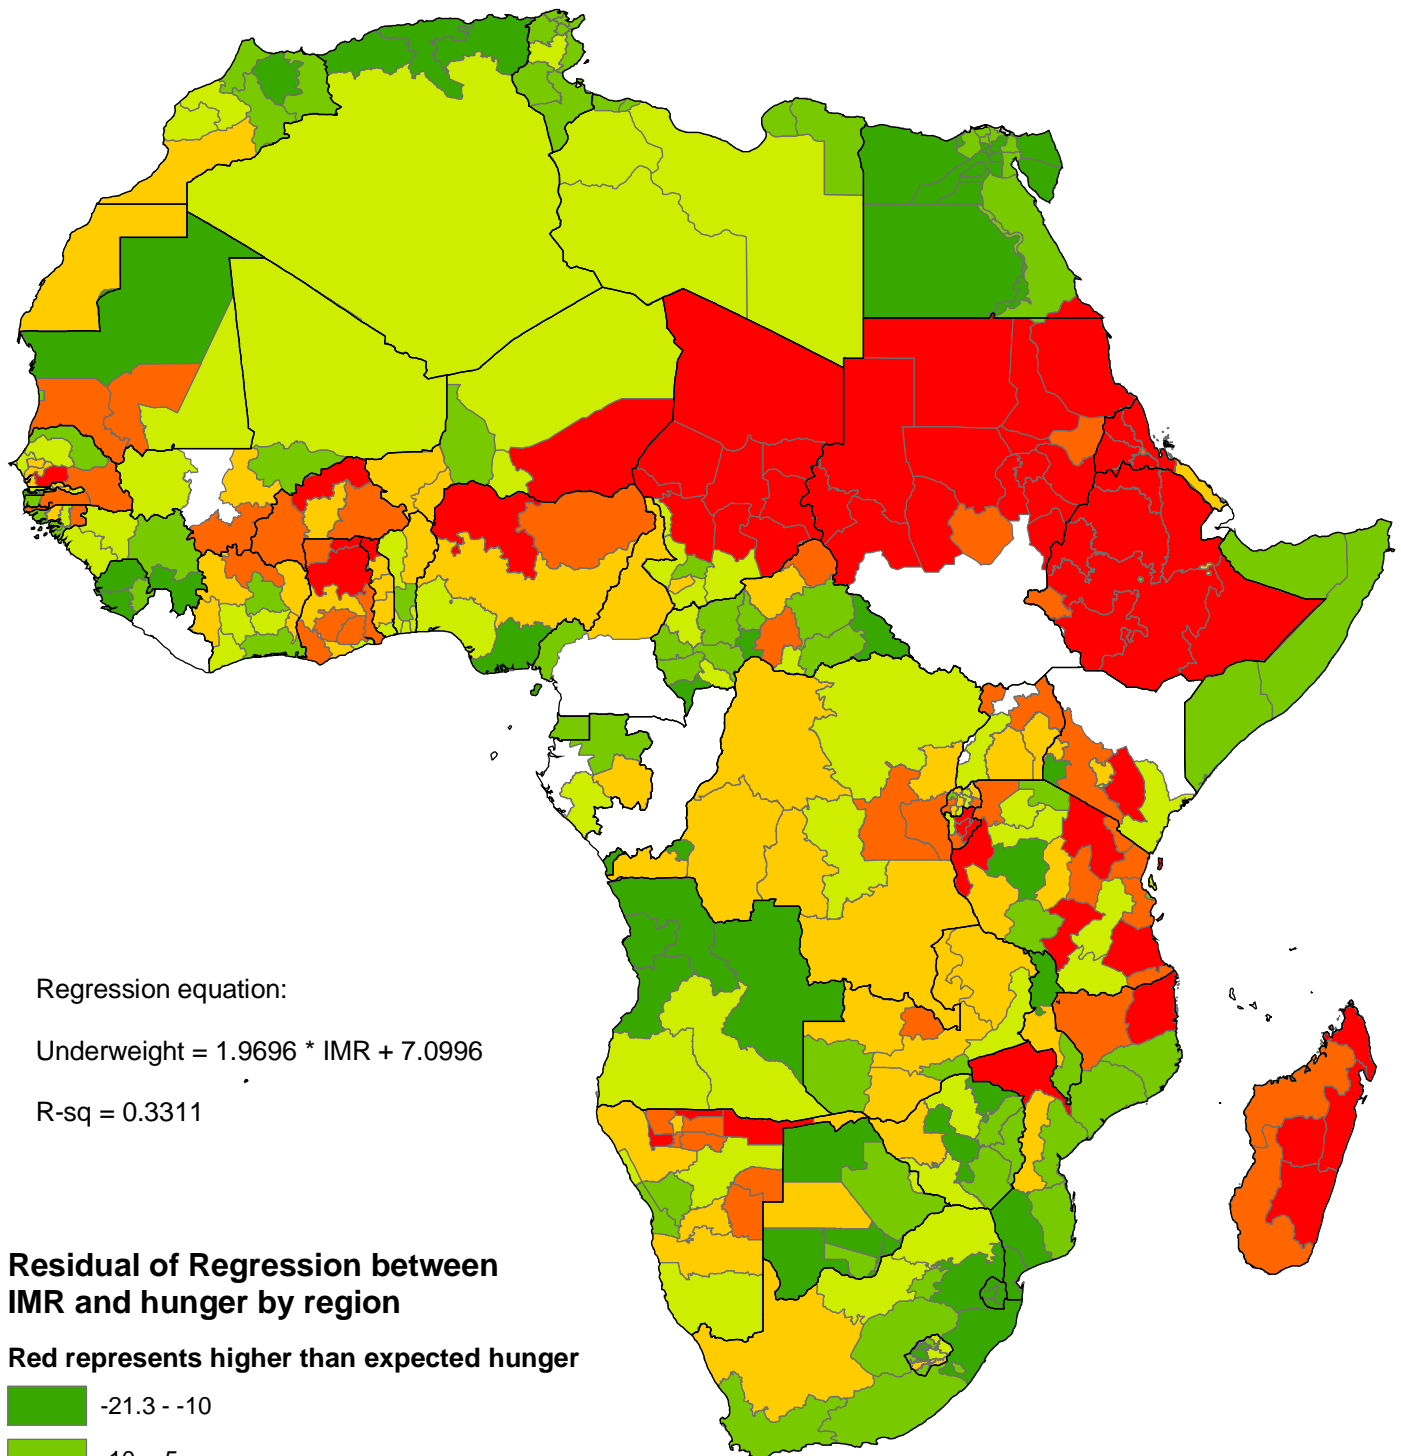 Regression equation:
Underweight = 1.9696 * IMR + 7.0996
R-sq = 0.3311
Residual of Regression between
IMR and hunger by region
Red represents higher than expected hunger
-21.3 - -10